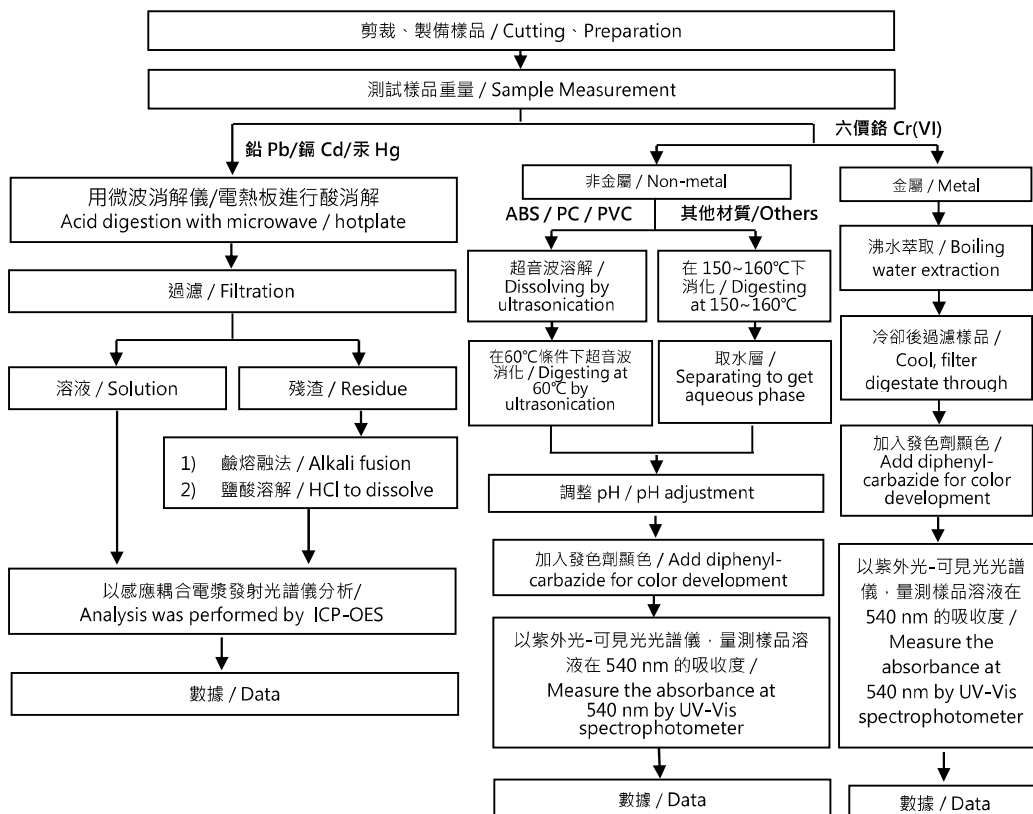 剪裁、製備樣品 / Cutting、Preparation
測試樣品重量 / Sample Measurement
鉛 Pb/鎘 Cd/汞 Hg
用微波消解儀/電熱板進行酸消解
Acid digestion with microwave / hotplate
過濾 / Filtration
溶液 / Solution
殘渣 / Residue
1) 鹼熔融法 / Alkali fusion
2) 鹽酸溶解 / HCl to dissolve
以感應耦合電漿發射光譜儀分析/
Analysis was performed by ICP-OES
數據 / Data
六價鉻 Cr(VI)
非金屬 / Non-metal
ABS / PC / PVC
其他材質/Others
超音波溶解 /
Dissolving by
ultrasonication
在60℃條件下超音波
消化 / Digesting at
60℃ by
ultrasonication
在 150~160℃下
消化 / Digesting
at 150~160℃
取水層 /
Separating to get
aqueous phase
調整 pH / pH adjustment
加入發色劑顯色 / Add diphenyl-
carbazide for color development
以紫外光-可見光光譜儀，量測樣品溶
液在 540 nm 的吸收度 /
Measure the absorbance at
540 nm by UV-Vis
spectrophotometer
數據 / Data
金屬 / Metal
沸水萃取 / Boiling
water extraction
冷卻後過濾樣品 /
Cool, filter
digestate through
加入發色劑顯色 /
Add diphenyl-
carbazide for color
development
以紫外光-可見光光譜
儀，量測樣品溶液在
540 nm 的吸收度 /
Measure the
absorbance at
540 nm by UV-Vis
spectrophotometer
數據 / Data